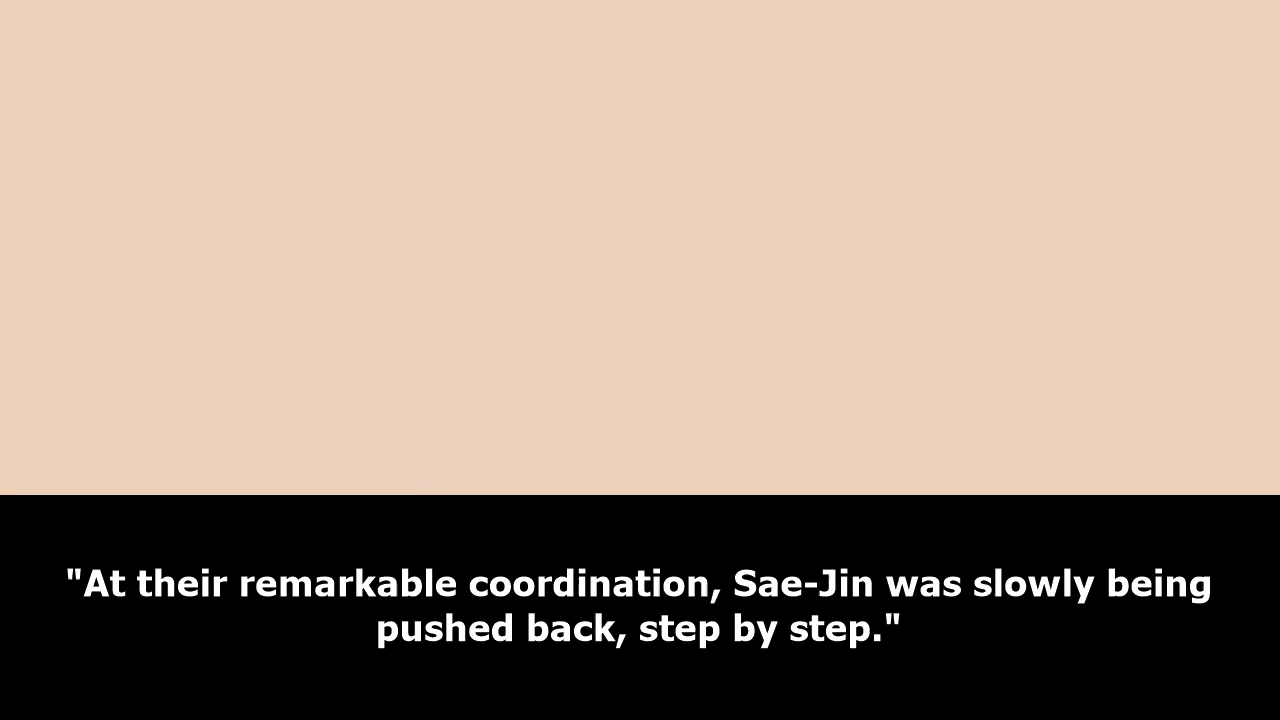 "At their remarkable coordination, Sae-Jin was slowly being
pushed back, step by step."